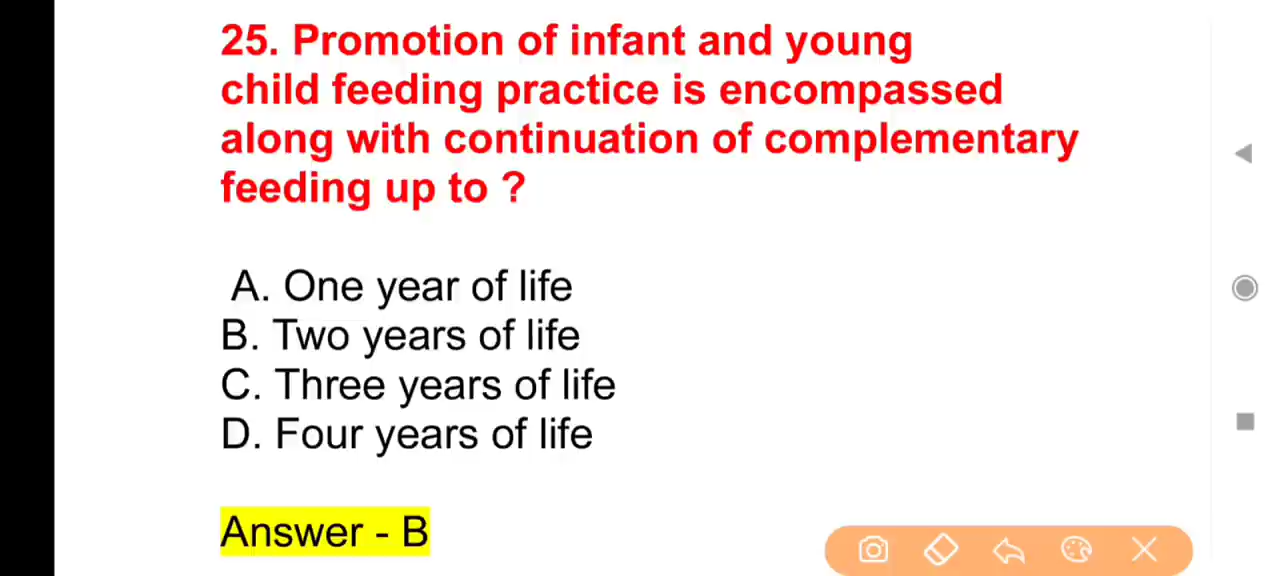 25. Promotion of infant and young
child feeding practice is encompassed
along with continuation of complementary
feeding up to ?
A. One year of life
B. Two years of life
C. Three years of life
D. Four years of life
Answer - B